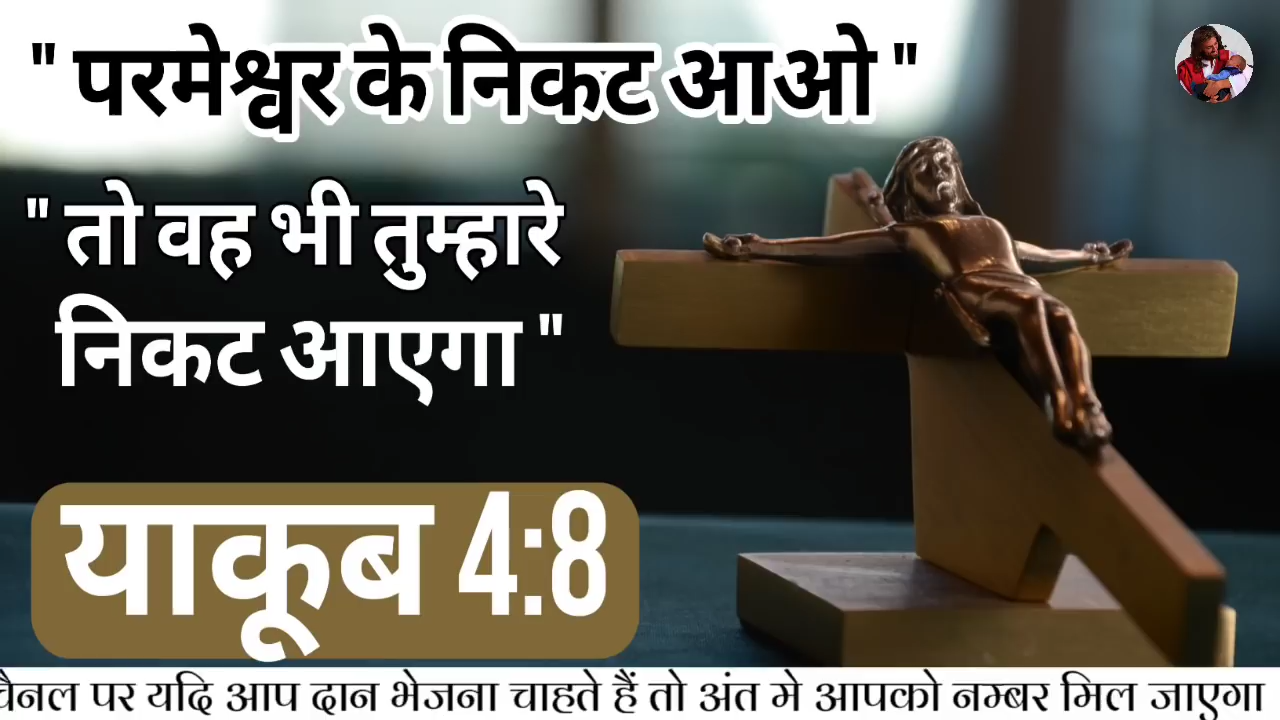 " परमेश्वर के निकट आओ "
" तो वह भी तुम्हारे
निकट आएगा "
याकूब 4:8
चैनल पर यदि आप दान भेजना चाहते हैं तो अंत मे आपको नम्बर मिल जाएगा